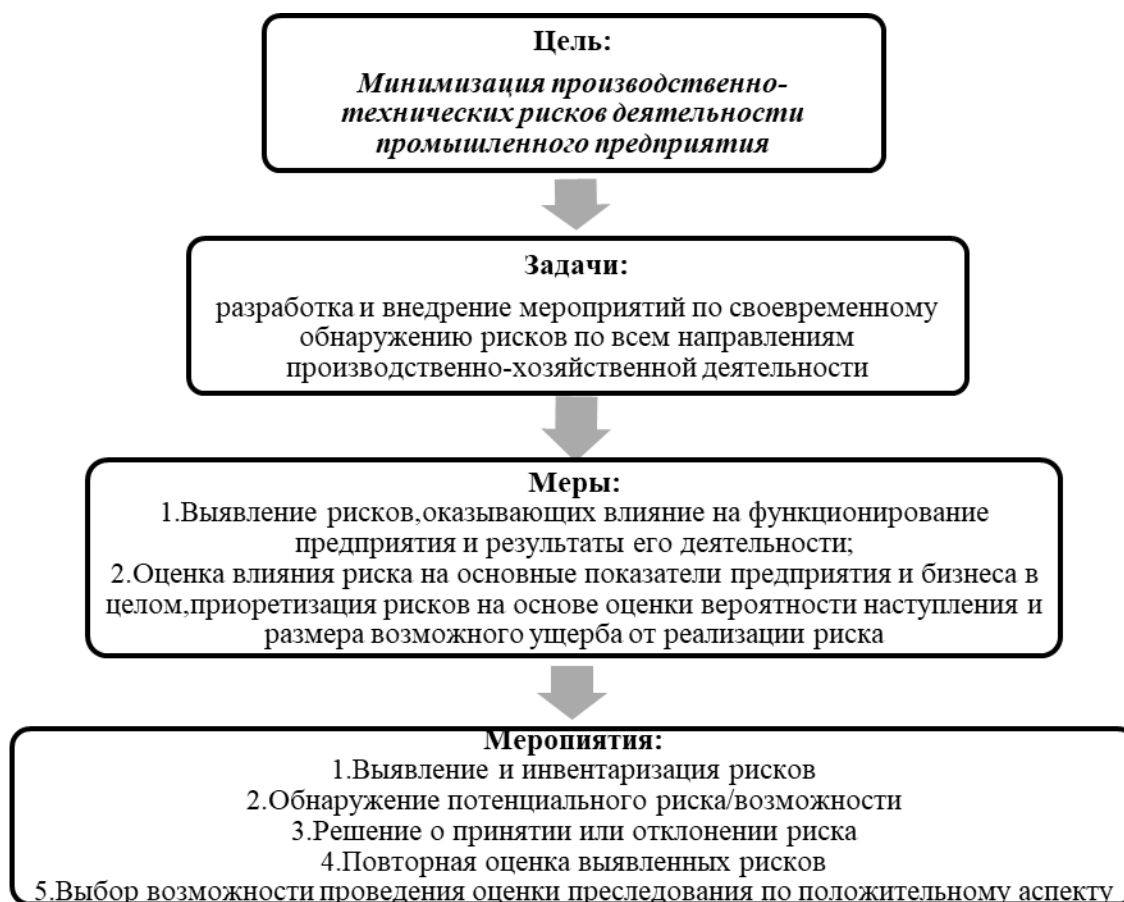 Цель:
Минимизация производственно-
технических рисков деятельности
промышленного предприятия
Задачи:
разработка и внедрение мероприятий по своевременному
обнаружению рисков по всем направлениям
производственно-хозяйственной деятельности
Меры:
1.Выявление рисков,оказывающих влияние на функционирование
предприятия и результаты его деятельности;
2.Оценка влияния риска на основные показатели предприятия и бизнеса в
целом,приоретизация рисков на основе оценки вероятности наступления и
размера возможного ущерба от реализации риска
Меропиятия:
1.Выявление и инвентаризация рисков
2.Обнаружение потенциального риска/возможности
3.Решение о принятии или отклонении риска
4.Повторная оценка выявленных рисков
5.Выбор возможности проведения оценки преследования по положительному аспекту